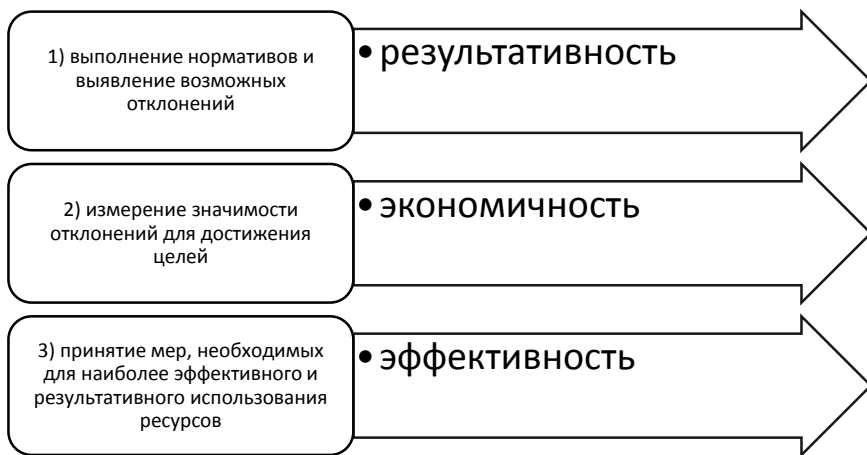 1) выполнение нормативов и
выявление возможных
отклонений
• результативность
2) измерение значимости
отклонений для достижения
целей
• экономичность
3) принятие мер, необходимых
для наиболее эффективного и
результативного использования
ресурсов
• эффективность